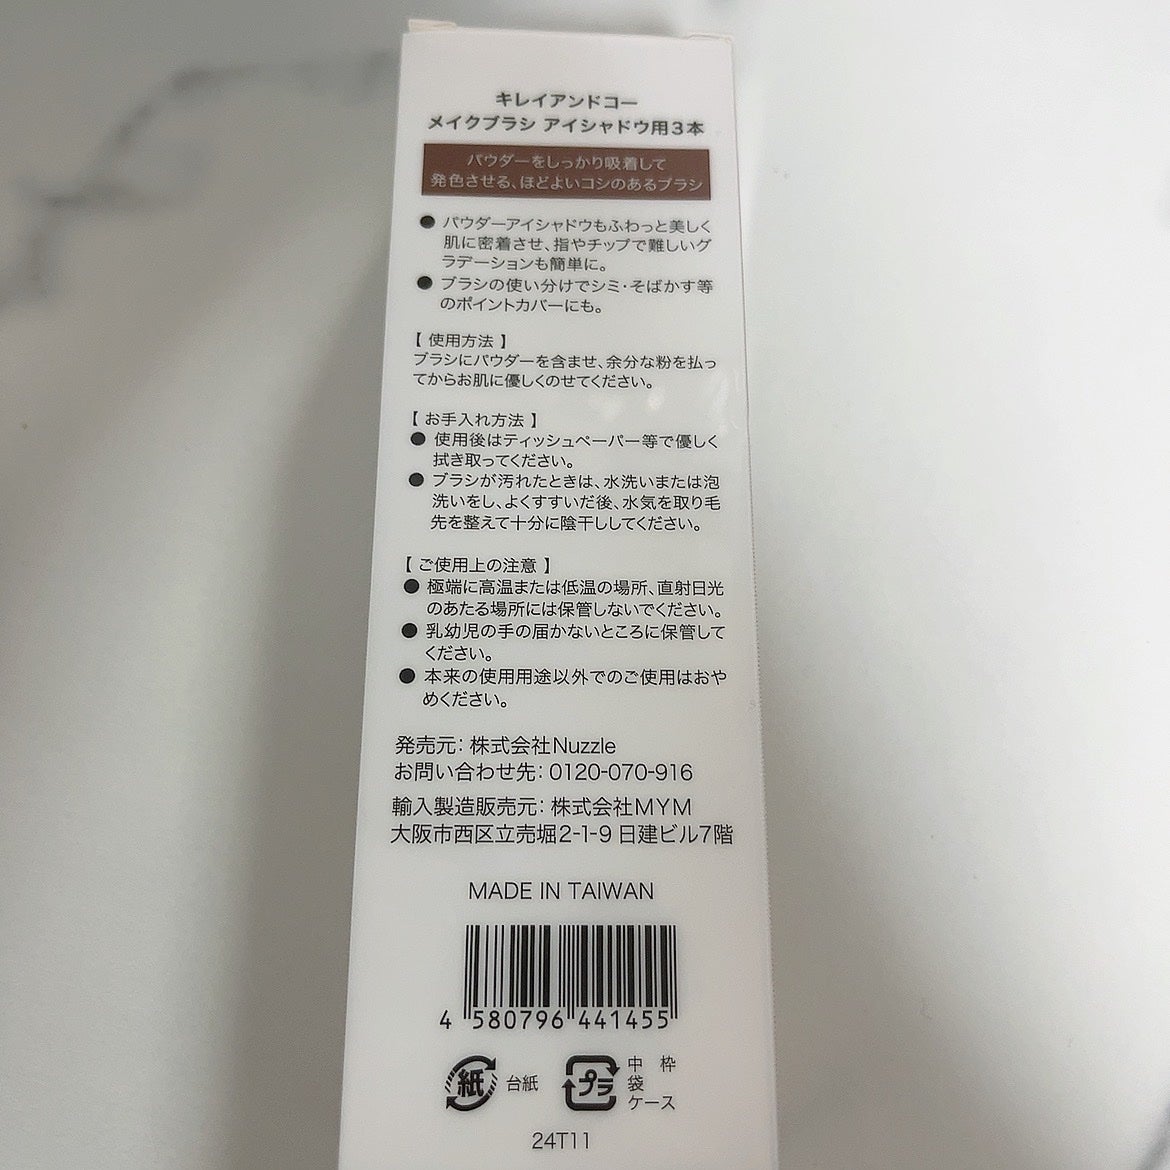 キレイアンドコー
メイクブラシ アイシャドウ用3本
パウダーをしっかり吸着して
発色させる、ほどよいコシのあるブラシ
● パウダーアイシャドウもふわっと美しく
肌に密着させ、指やチップで難しいグ
ラデーションも簡単に。
● ブラシの使い分けでシミ・そばかす等
のポイントカバーにも。
【 使用方法 】
ブラシにパウダーを含ませ、余分な粉を払っ
てからお肌に優しくのせてください。
【 お手入れ方法 】
● 使用後はティッシュペーパー等で優しく
拭き取ってください。
● ブラシが汚れたときは、水洗いまたは泡
洗いをし、よくすすいだ後、水気を取り毛
先を整えて十分に陰干ししてください。
【 ご使用上の注意 】
● 極端に高温または低温の場所、直射日光
のあたる場所には保管しないでください。
● 乳幼児の手の届かないところに保管して
ください。
● 本来の使用用途以外でのご使用はおや
めください。
発売元: 株式会社Nuzzle
お問い合わせ先: 0120-070-916
輸入製造販売元: 株式会社MYM
大阪市西区立売堀2-1-9 日建ビル7階
MADE IN TAIWAN
4 580796 441455
紙 台紙
プラ 中枠
袋
ケース
24T11